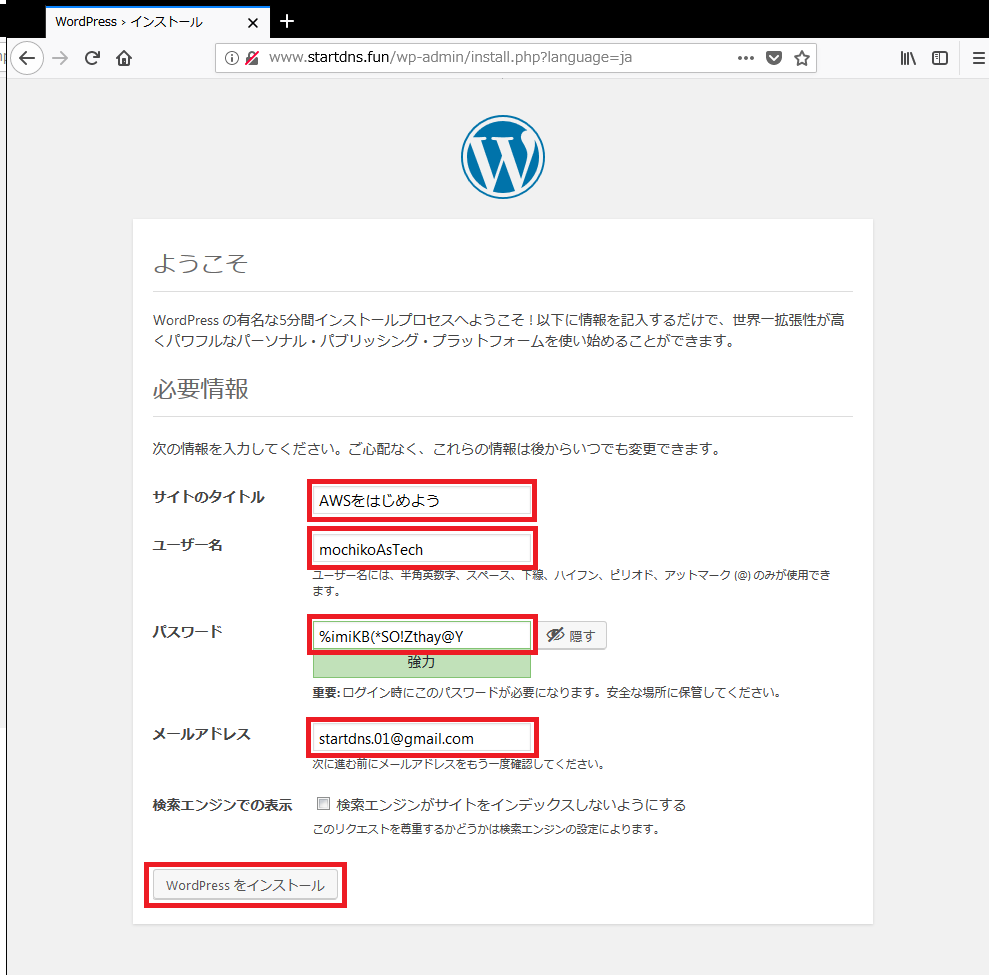 WordPress › インストール
www.startdns.fun/wp-admin/install.php?language=ja
ようこそ
WordPress の有名な5分間インストールプロセスへようこそ ! 以下に情報を記入するだけで、世界一拡張性が高
くパワフルなパーソナル・パブリッシング・プラットフォームを使い始めることができます。
必要情報
次の情報を入力してください。ご心配なく、これらの情報は後からいつでも変更できます。
サイトのタイトル
AWSをはじめよう
ユーザー名
mochikoAsTech
ユーザー名には、半角英数字、スペース、下線、ハイフン、ピリオド、アットマーク (@) のみが使用でき
ます。
パスワード
%imiKB(*SO!Zthay@Y
隠す
強力
重要: ログイン時にこのパスワードが必要になります。安全な場所に保管してください。
メールアドレス
startdns.01@gmail.com
次に進む前にメールアドレスをもう一度確認してください。
検索エンジンでの表示
検索エンジンがサイトをインデックスしないようにする
このリクエストを尊重するかどうかは検索エンジンの設定によります。
WordPress をインストール